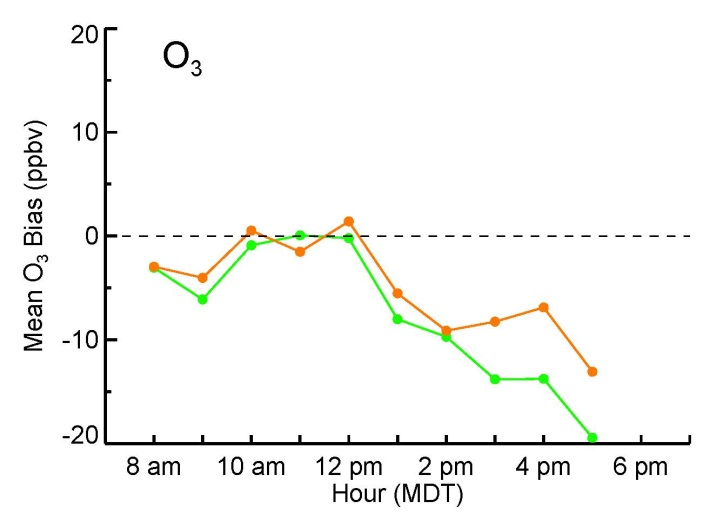 O₃
20
10
0
-10
-20
Mean O₃ Bias (ppbv)
8 am 10 am 12 pm 2 pm 4 pm 6 pm
Hour (MDT)